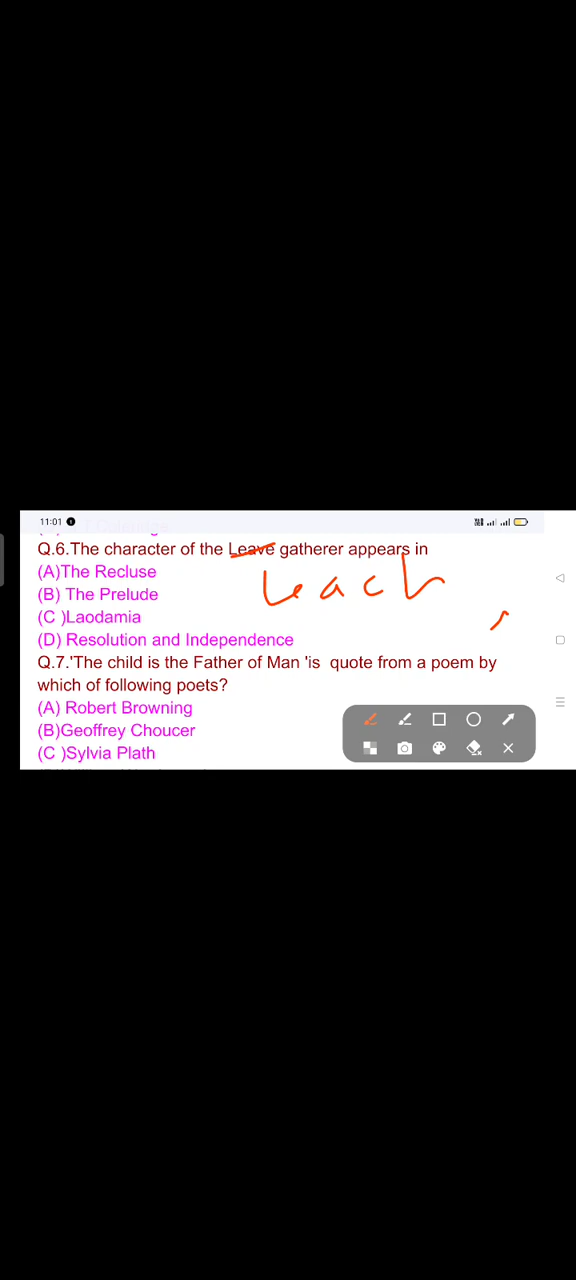 11:01
Q.6.The character of the Leave gatherer appears in
Leach
(A)The Recluse
(B) The Prelude
(C )Laodamia
(D) Resolution and Independence
Q.7.'The child is the Father of Man 'is quote from a poem by
which of following poets?
(A) Robert Browning
(B)Geoffrey Choucer
(C )Sylvia Plath